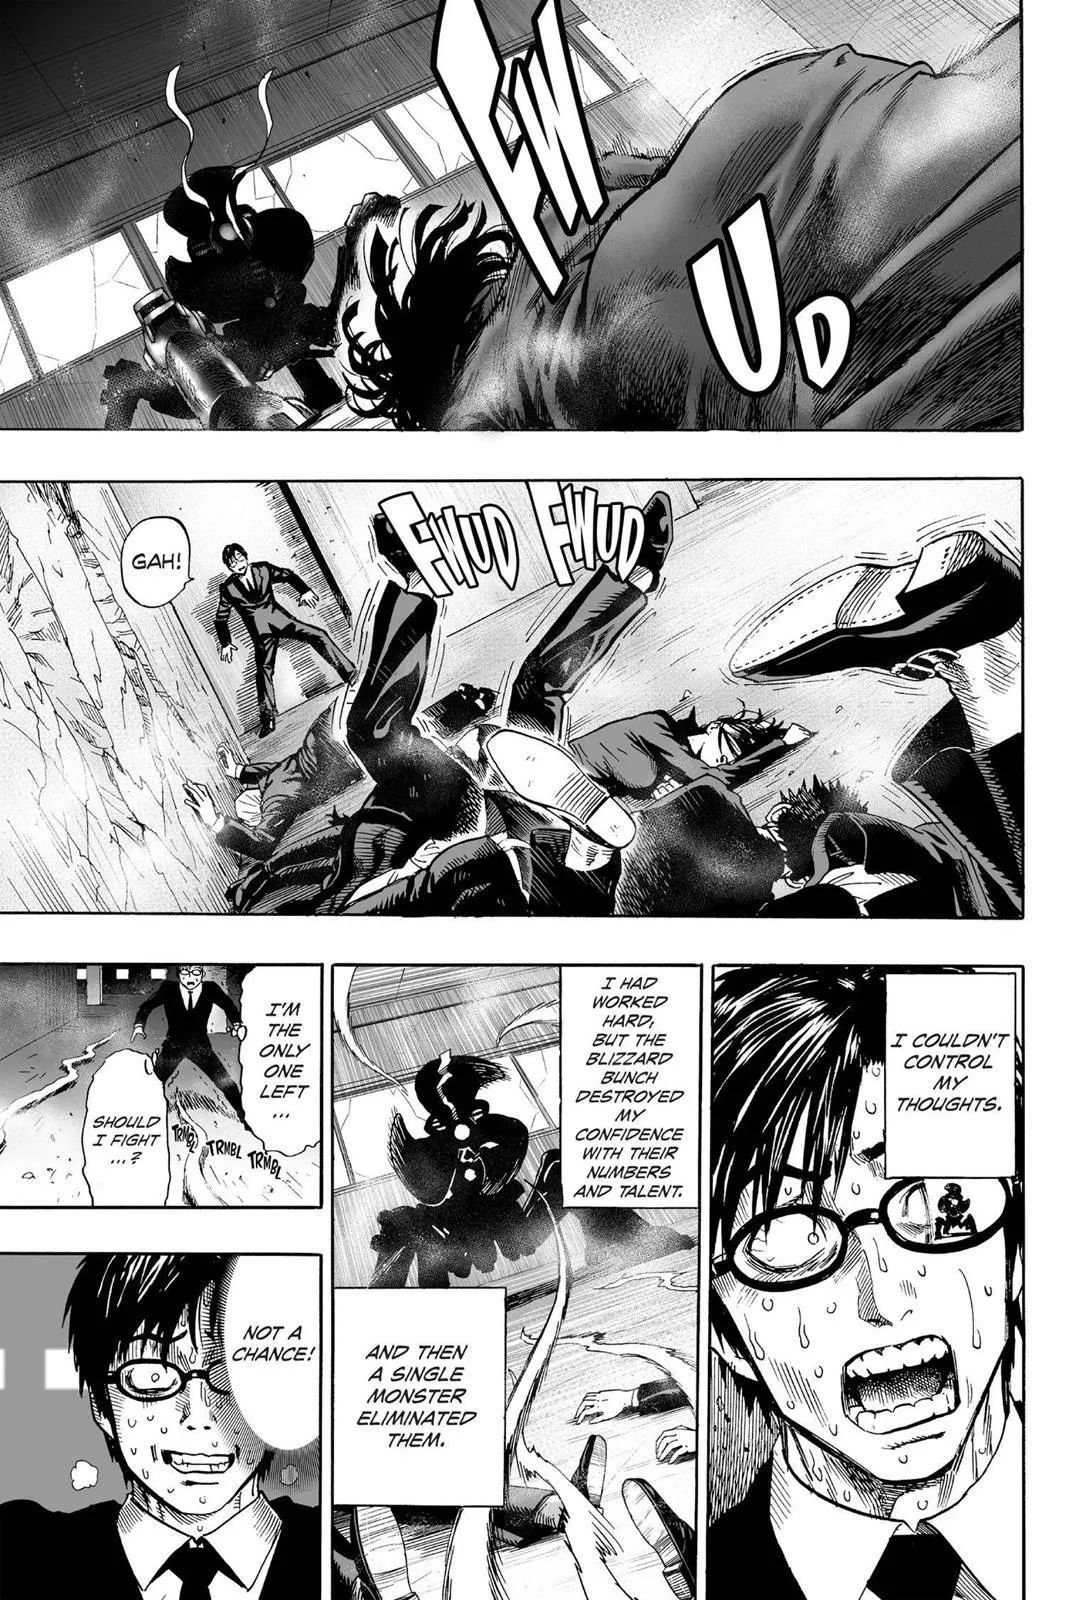 FWUD
GAH!
FWUD FWUD
I COULDN'T
CONTROL
MY
THOUGHTS.
I HAD
WORKED
HARD,
BUT THE
BLIZZARD
BUNCH
DESTROYED
MY
CONFIDENCE
WITH THEIR
NUMBERS
AND TALENT.
AND THEN
A SINGLE
MONSTER
ELIMINATED
THEM.
I'M
THE
ONLY
ONE
LEFT
...
SHOULD
I FIGHT
...?
TRMBL
TRMBL
TRMBL
NOT A
CHANCE!